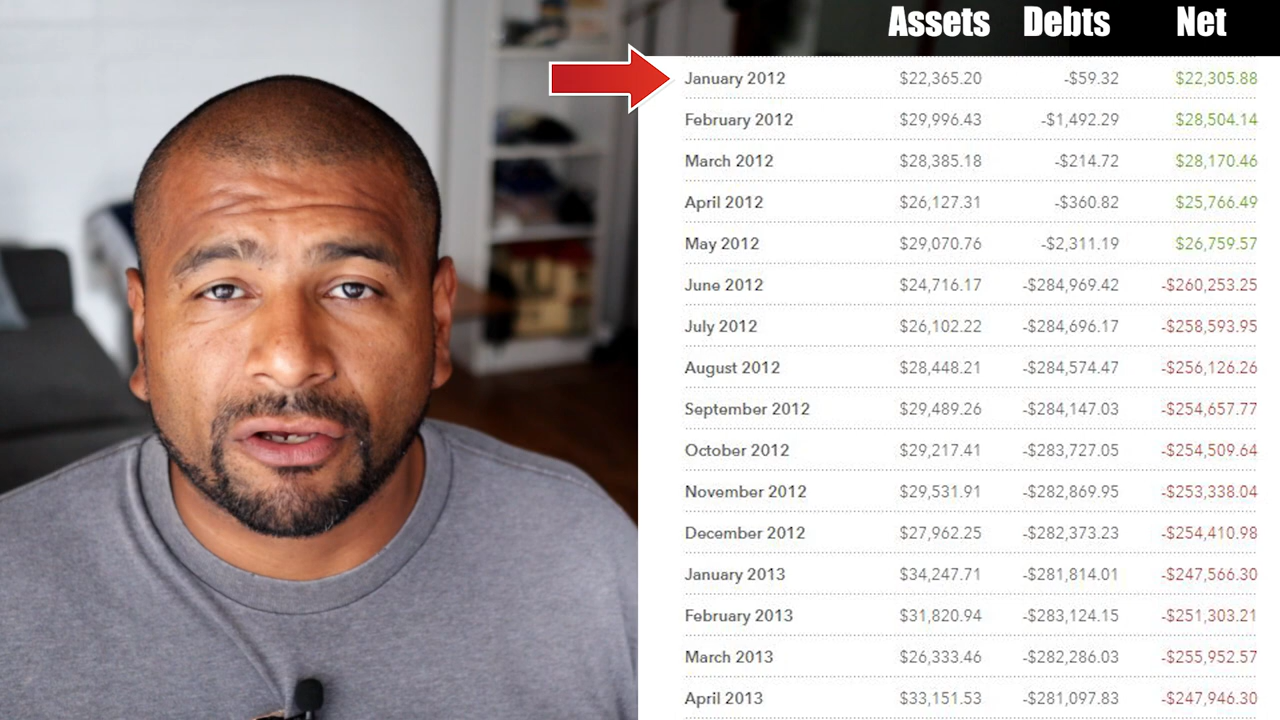 Assets Debts Net
January 2012 $22,365.20 -$59.32 $22,305.88
February 2012 $29,996.43 -$1,492.29 $28,504.14
March 2012 $28,385.18 -$214.72 $28,170.46
April 2012 $26,127.31 -$360.82 $25,766.49
May 2012 $29,070.76 -$2,311.19 $26,759.57
June 2012 $24,716.17 -$284,969.42 -$260,253.25
July 2012 $26,102.22 -$284,696.17 -$258,593.95
August 2012 $28,448.21 -$284,574.47 -$256,126.26
September 2012 $29,489.26 -$284,147.03 -$254,657.77
October 2012 $29,217.41 -$283,727.05 -$254,509.64
November 2012 $29,531.91 -$282,869.95 -$253,338.04
December 2012 $27,962.25 -$282,373.23 -$254,410.98
January 2013 $34,247.71 -$281,814.01 -$247,566.30
February 2013 $31,820.94 -$283,124.15 -$251,303.21
March 2013 $26,333.46 -$282,286.03 -$255,952.57
April 2013 $33,151.53 -$281,097.83 -$247,946.30